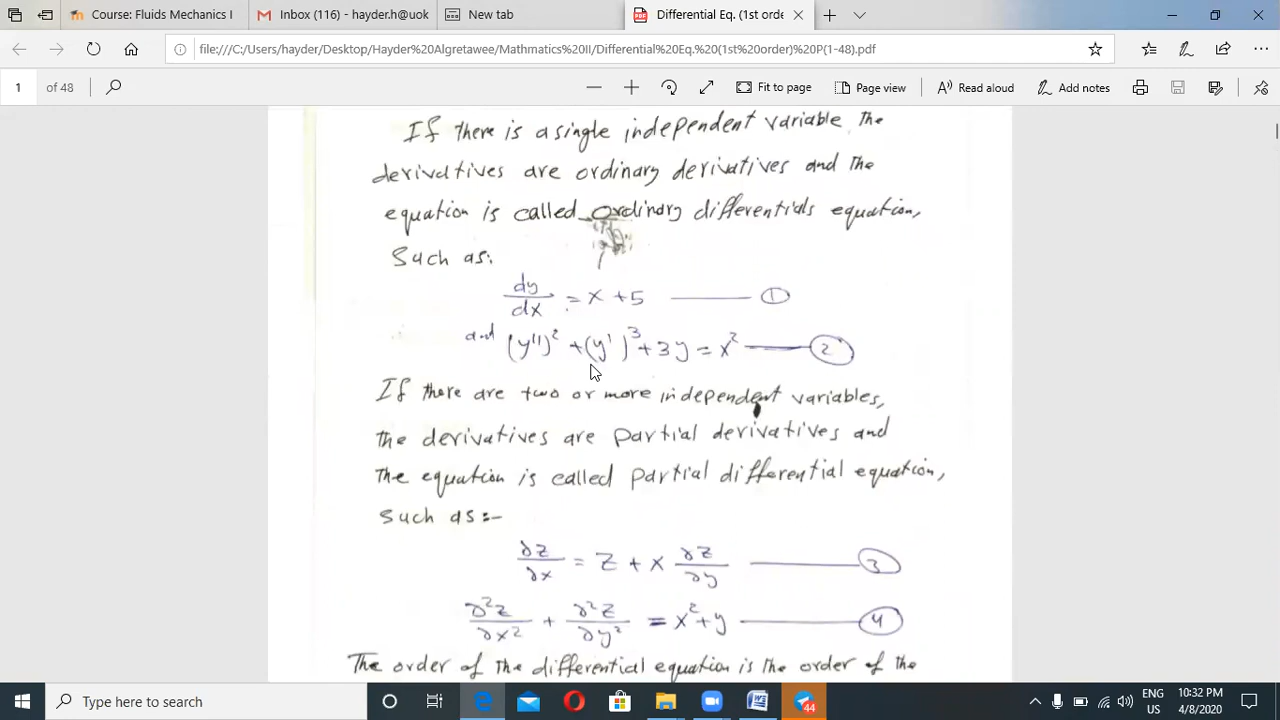 Course: Fluids Mechanics I
Inbox (116) - hayder.h@uok
New tab
Differential Eq. (1st orde
file:///C:/Users/hayder/Desktop/Hayder%20Algretawee/Mathmatics%20II/Differential%20Eq.%20(1st%20order)%20P(1-48).pdf
1 of 48
Fit to page
Page view
Read aloud
Add notes
If there is a single independent variable, the
derivatives are ordinary derivatives and the
equation is called ordinary differentials equation,
Such as:
dy/dx = x + 5 ——— ①
and (y'')² + (y')³ + 3y = x² ——— ②
If there are two or more independent variables,
the derivatives are partial derivatives and
the equation is called partial differential equation,
such as:-
∂z/∂x = z + x ∂z/∂y ——— ③
∂²z/∂x² + ∂²z/∂y² = x² + y ——— ④
The order of the differential equation is the order of the
Type here to search
44
ENG
GB
10:32 PM
4/8/2020